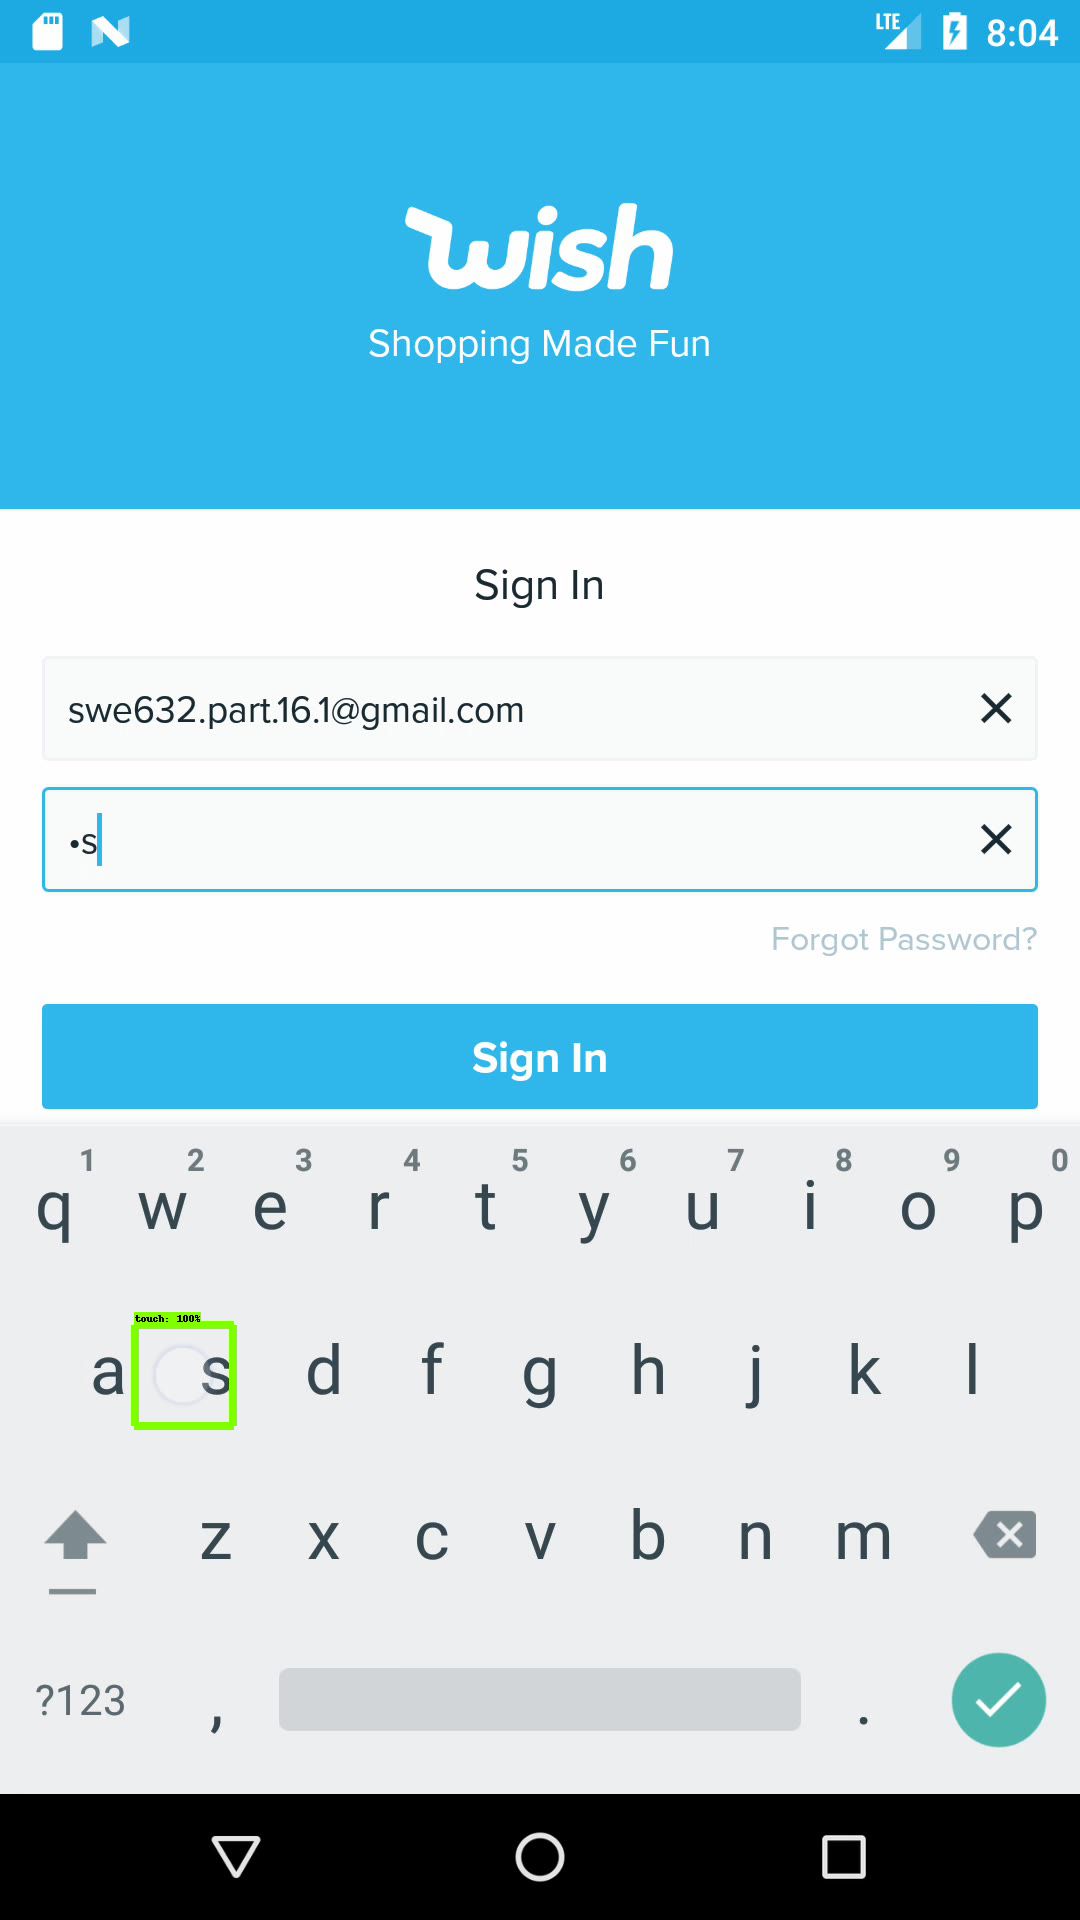 LTE 8:04
wish
Shopping Made Fun
Sign In
swe632.part.16.1@gmail.com
•s
Forgot Password?
Sign In
1 2 3 4 5 6 7 8 9 0
q w e r t y u i o p
touch: 100%
a s d f g h j k l
z x c v b n m
?123 , .